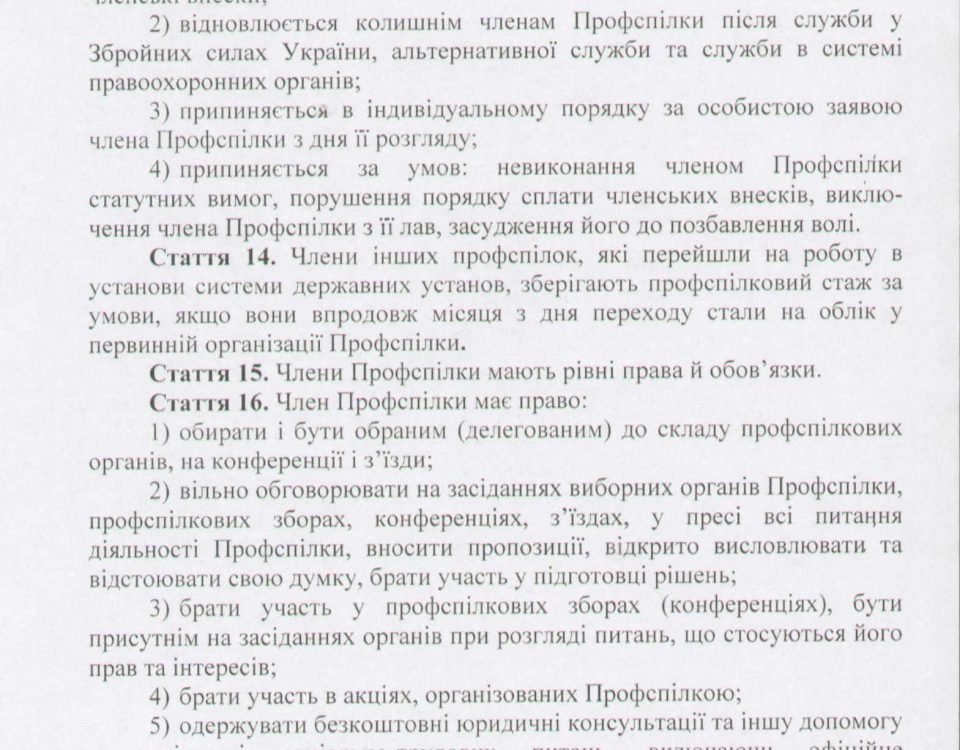 членські внески;
2) відновлюється колишнім членам Профспілки після служби у
Збройних силах України, альтернативної служби та служби в системі
правоохоронних органів;
3) припиняється в індивідуальному порядку за особистою заявою
члена Профспілки з дня її розгляду;
4) припиняється за умов: невиконання членом Профспілки
статутних вимог, порушення порядку сплати членських внесків, виклю-
чення члена Профспілки з її лав, засудження його до позбавлення волі.
Стаття 14. Члени інших профспілок, які перейшли на роботу в
установи системи державних установ, зберігають профспілковий стаж за
умови, якщо вони впродовж місяця з дня переходу стали на облік у
первинній організації Профспілки.
Стаття 15. Члени Профспілки мають рівні права й обов’язки.
Стаття 16. Член Профспілки має право:
1) обирати і бути обраним (делегованим) до складу профспілкових
органів, на конференції і з’їзди;
2) вільно обговорювати на засіданнях виборних органів Профспілки,
профспілкових зборах, конференціях, з’їздах, у пресі всі питання
діяльності Профспілки, вносити пропозиції, відкрито висловлювати та
відстоювати свою думку, брати участь у підготовці рішень;
3) брати участь у профспілкових зборах (конференціях), бути
присутнім на засіданнях органів при розгляді питань, що стосуються його
прав та інтересів;
4) брати участь в акціях, організованих Профспілкою;
5) одержувати безкоштовні юридичні консультації та іншу допомогу
питань, включаючи офіційне